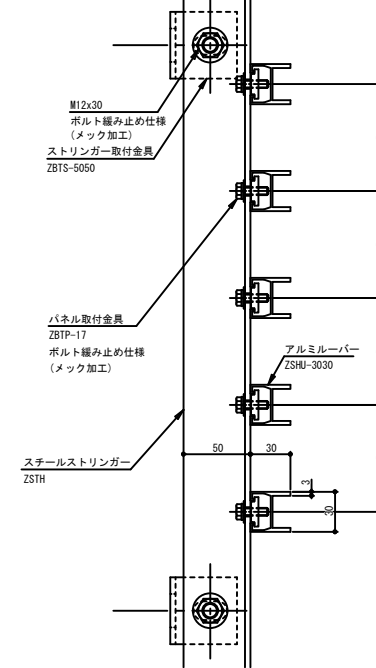 M12x30
ボルト緩み止め仕様
(メック加工)
ストリンガー取付金具
ZBTS-5050
パネル取付金具
ZBTP-17
ボルト緩み止め仕様
(メック加工)
アルミルーバー
ZSHU-3030
50
30
スチールストリンガー
ZSTH
3
30